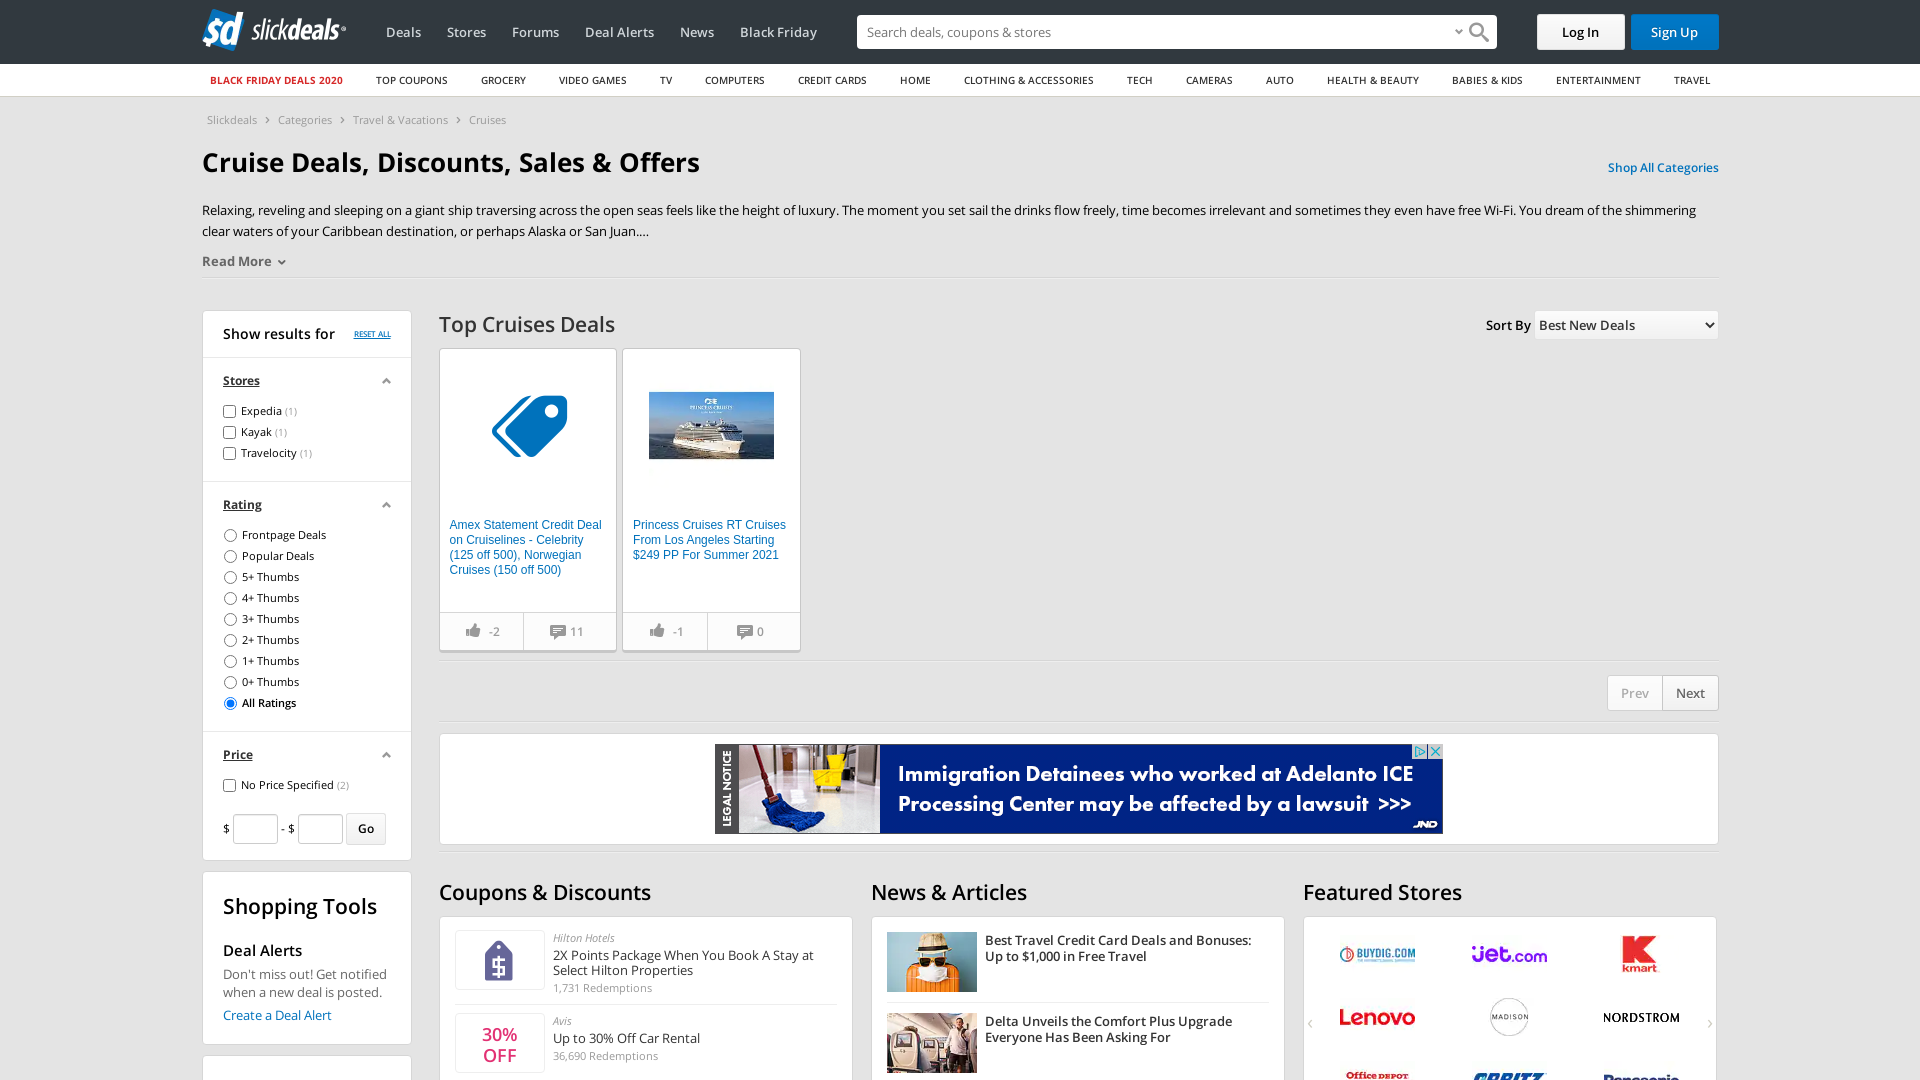 slickdeals
Deals
Stores
Forums
Deal Alerts
News
Black Friday
Search deals, coupons & stores
Log In
Sign Up
BLACK FRIDAY DEALS 2020
TOP COUPONS
GROCERY
VIDEO GAMES
TV
COMPUTERS
CREDIT CARDS
HOME
CLOTHING & ACCESSORIES
TECH
CAMERAS
AUTO
HEALTH & BEAUTY
BABIES & KIDS
ENTERTAINMENT
TRAVEL
Slickdeals > Categories > Travel & Vacations > Cruises
Cruise Deals, Discounts, Sales & Offers
Shop All Categories
Relaxing, reveling and sleeping on a giant ship traversing across the open seas feels like the height of luxury. The moment you set sail the drinks flow freely, time becomes irrelevant and sometimes they even have free Wi-Fi. You dream of the shimmering
clear waters of your Caribbean destination, or perhaps Alaska or San Juan....
Read More
Show results for
RESET ALL
Stores
Expedia (1)
Kayak (1)
Travelocity (1)
Rating
Frontpage Deals
Popular Deals
5+ Thumbs
4+ Thumbs
3+ Thumbs
2+ Thumbs
1+ Thumbs
0+ Thumbs
All Ratings
Price
No Price Specified (2)
$ - $ Go
Shopping Tools
Deal Alerts
Don't miss out! Get notified
when a new deal is posted.
Create a Deal Alert
Top Cruises Deals
Sort By Best New Deals
Amex Statement Credit Deal
on Cruiselines - Celebrity
(125 off 500), Norwegian
Cruises (150 off 500)
-2
11
PRINCESS CRUISES
Princess Cruises RT Cruises
From Los Angeles Starting
$249 PP For Summer 2021
-1
0
Prev
Next
LEGAL NOTICE
Immigration Detainees who worked at Adelanto ICE
Processing Center may be affected by a lawsuit >>>
JND
Coupons & Discounts
Hilton Hotels
2X Points Package When You Book A Stay at
Select Hilton Properties
1,731 Redemptions
30%
OFF
Avis
Up to 30% Off Car Rental
36,690 Redemptions
News & Articles
Best Travel Credit Card Deals and Bonuses:
Up to $1,000 in Free Travel
Delta Unveils the Comfort Plus Upgrade
Everyone Has Been Asking For
Featured Stores
BUYDIG.COM
Jet.com
kmart
Lenovo
MADISON
NORDSTROM
Office DEPOT
ORBITZ
Panasonic